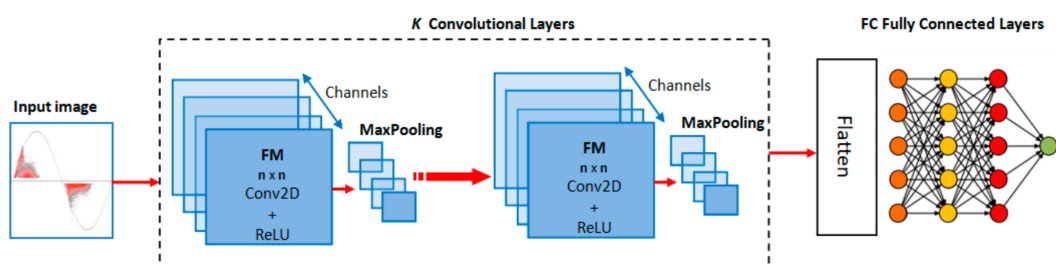 K Convolutional Layers
FC Fully Connected Layers
Input image
Channels
MaxPooling
FM
n x n
Conv2D
+
ReLU
Channels
MaxPooling
FM
n x n
Conv2D
+
ReLU
Flatten